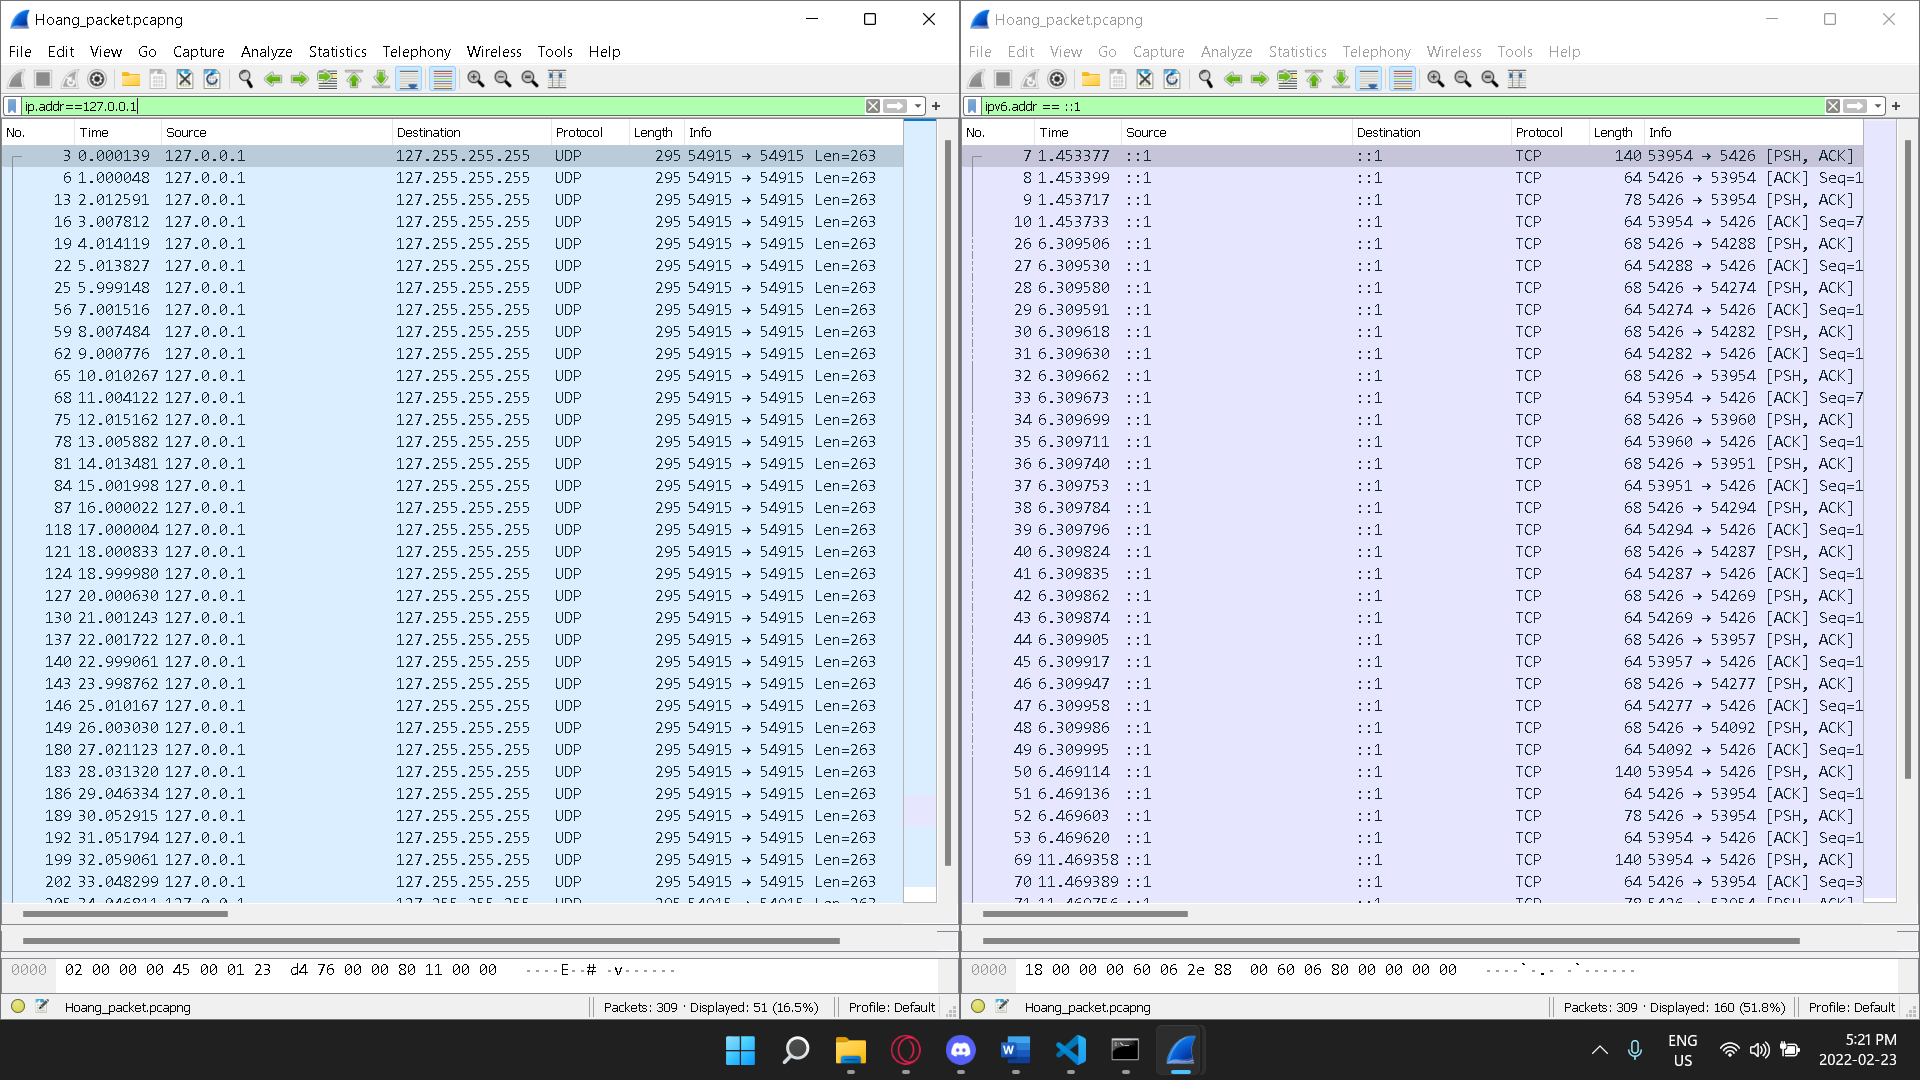 Hoang_packet.pcapng
File Edit View Go Capture Analyze Statistics Telephony Wireless Tools Help
ip.addr==127.0.0.1
No. Time Source Destination Protocol Length Info
3 0.000139 127.0.0.1 127.255.255.255 UDP 295 54915 → 54915 Len=263
6 1.000048 127.0.0.1 127.255.255.255 UDP 295 54915 → 54915 Len=263
13 2.012591 127.0.0.1 127.255.255.255 UDP 295 54915 → 54915 Len=263
16 3.007812 127.0.0.1 127.255.255.255 UDP 295 54915 → 54915 Len=263
19 4.014119 127.0.0.1 127.255.255.255 UDP 295 54915 → 54915 Len=263
22 5.013827 127.0.0.1 127.255.255.255 UDP 295 54915 → 54915 Len=263
25 5.999148 127.0.0.1 127.255.255.255 UDP 295 54915 → 54915 Len=263
56 7.001516 127.0.0.1 127.255.255.255 UDP 295 54915 → 54915 Len=263
59 8.007484 127.0.0.1 127.255.255.255 UDP 295 54915 → 54915 Len=263
62 9.000776 127.0.0.1 127.255.255.255 UDP 295 54915 → 54915 Len=263
65 10.010267 127.0.0.1 127.255.255.255 UDP 295 54915 → 54915 Len=263
68 11.004122 127.0.0.1 127.255.255.255 UDP 295 54915 → 54915 Len=263
75 12.015162 127.0.0.1 127.255.255.255 UDP 295 54915 → 54915 Len=263
78 13.005882 127.0.0.1 127.255.255.255 UDP 295 54915 → 54915 Len=263
81 14.013481 127.0.0.1 127.255.255.255 UDP 295 54915 → 54915 Len=263
84 15.001998 127.0.0.1 127.255.255.255 UDP 295 54915 → 54915 Len=263
87 16.000022 127.0.0.1 127.255.255.255 UDP 295 54915 → 54915 Len=263
118 17.000004 127.0.0.1 127.255.255.255 UDP 295 54915 → 54915 Len=263
121 18.000833 127.0.0.1 127.255.255.255 UDP 295 54915 → 54915 Len=263
124 18.999980 127.0.0.1 127.255.255.255 UDP 295 54915 → 54915 Len=263
127 20.000630 127.0.0.1 127.255.255.255 UDP 295 54915 → 54915 Len=263
130 21.001243 127.0.0.1 127.255.255.255 UDP 295 54915 → 54915 Len=263
137 22.001722 127.0.0.1 127.255.255.255 UDP 295 54915 → 54915 Len=263
140 22.999061 127.0.0.1 127.255.255.255 UDP 295 54915 → 54915 Len=263
143 23.998762 127.0.0.1 127.255.255.255 UDP 295 54915 → 54915 Len=263
146 25.010167 127.0.0.1 127.255.255.255 UDP 295 54915 → 54915 Len=263
149 26.003030 127.0.0.1 127.255.255.255 UDP 295 54915 → 54915 Len=263
180 27.021123 127.0.0.1 127.255.255.255 UDP 295 54915 → 54915 Len=263
183 28.031320 127.0.0.1 127.255.255.255 UDP 295 54915 → 54915 Len=263
186 29.046334 127.0.0.1 127.255.255.255 UDP 295 54915 → 54915 Len=263
189 30.052915 127.0.0.1 127.255.255.255 UDP 295 54915 → 54915 Len=263
192 31.051794 127.0.0.1 127.255.255.255 UDP 295 54915 → 54915 Len=263
199 32.059061 127.0.0.1 127.255.255.255 UDP 295 54915 → 54915 Len=263
202 33.048299 127.0.0.1 127.255.255.255 UDP 295 54915 → 54915 Len=263
0000 02 00 00 00 45 00 01 23 d4 76 00 00 80 11 00 00 ····E··# ·v······
Hoang_packet.pcapng Packets: 309 · Displayed: 51 (16.5%) Profile: Default
Hoang_packet.pcapng
File Edit View Go Capture Analyze Statistics Telephony Wireless Tools Help
ipv6.addr == ::1
No. Time Source Destination Protocol Length Info
7 1.453377 ::1 ::1 TCP 140 53954 → 5426 [PSH, ACK]
8 1.453399 ::1 ::1 TCP 64 5426 → 53954 [ACK] Seq=1
9 1.453717 ::1 ::1 TCP 78 5426 → 53954 [PSH, ACK]
10 1.453733 ::1 ::1 TCP 64 53954 → 5426 [ACK] Seq=7
26 6.309506 ::1 ::1 TCP 68 5426 → 54288 [PSH, ACK]
27 6.309530 ::1 ::1 TCP 64 54288 → 5426 [ACK] Seq=1
28 6.309580 ::1 ::1 TCP 68 5426 → 54274 [PSH, ACK]
29 6.309591 ::1 ::1 TCP 64 54274 → 5426 [ACK] Seq=1
30 6.309618 ::1 ::1 TCP 68 5426 → 54282 [PSH, ACK]
31 6.309630 ::1 ::1 TCP 64 54282 → 5426 [ACK] Seq=1
32 6.309662 ::1 ::1 TCP 68 5426 → 53954 [PSH, ACK]
33 6.309673 ::1 ::1 TCP 64 53954 → 5426 [ACK] Seq=7
34 6.309699 ::1 ::1 TCP 68 5426 → 53960 [PSH, ACK]
35 6.309711 ::1 ::1 TCP 64 53960 → 5426 [ACK] Seq=1
36 6.309740 ::1 ::1 TCP 68 5426 → 53951 [PSH, ACK]
37 6.309753 ::1 ::1 TCP 64 53951 → 5426 [ACK] Seq=1
38 6.309784 ::1 ::1 TCP 68 5426 → 54294 [PSH, ACK]
39 6.309796 ::1 ::1 TCP 64 54294 → 5426 [ACK] Seq=1
40 6.309824 ::1 ::1 TCP 68 5426 → 54287 [PSH, ACK]
41 6.309835 ::1 ::1 TCP 64 54287 → 5426 [ACK] Seq=1
42 6.309862 ::1 ::1 TCP 68 5426 → 54269 [PSH, ACK]
43 6.309874 ::1 ::1 TCP 64 54269 → 5426 [ACK] Seq=1
44 6.309905 ::1 ::1 TCP 68 5426 → 53957 [PSH, ACK]
45 6.309917 ::1 ::1 TCP 64 53957 → 5426 [ACK] Seq=1
46 6.309947 ::1 ::1 TCP 68 5426 → 54277 [PSH, ACK]
47 6.309958 ::1 ::1 TCP 64 54277 → 5426 [ACK] Seq=1
48 6.309986 ::1 ::1 TCP 68 5426 → 54092 [PSH, ACK]
49 6.309995 ::1 ::1 TCP 64 54092 → 5426 [ACK] Seq=1
50 6.469114 ::1 ::1 TCP 140 53954 → 5426 [PSH, ACK]
51 6.469136 ::1 ::1 TCP 64 5426 → 53954 [ACK] Seq=1
52 6.469603 ::1 ::1 TCP 78 5426 → 53954 [PSH, ACK]
53 6.469620 ::1 ::1 TCP 64 53954 → 5426 [ACK] Seq=1
69 11.469358 ::1 ::1 TCP 140 53954 → 5426 [PSH, ACK]
70 11.469389 ::1 ::1 TCP 64 5426 → 53954 [ACK] Seq=3
0000 18 00 00 00 60 06 2e 88 00 60 06 80 00 00 00 00 ····`·.· ·`······
Hoang_packet.pcapng Packets: 309 · Displayed: 160 (51.8%) Profile: Default
ENG
US
5:21 PM
2022-02-23